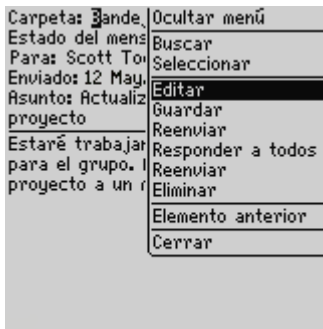 Carpeta: Bande
Estado del mens
Para: Scott To
Enviado: 12 May.
Asunto: Actualiz
proyecto
Estaré trabajar
para el grupo.
proyecto a un
Ocultar menú
Buscar
Seleccionar
Editar
Guardar
Reenviar
Responder a todos
Reenviar
Eliminar
Elemento anterior
Cerrar